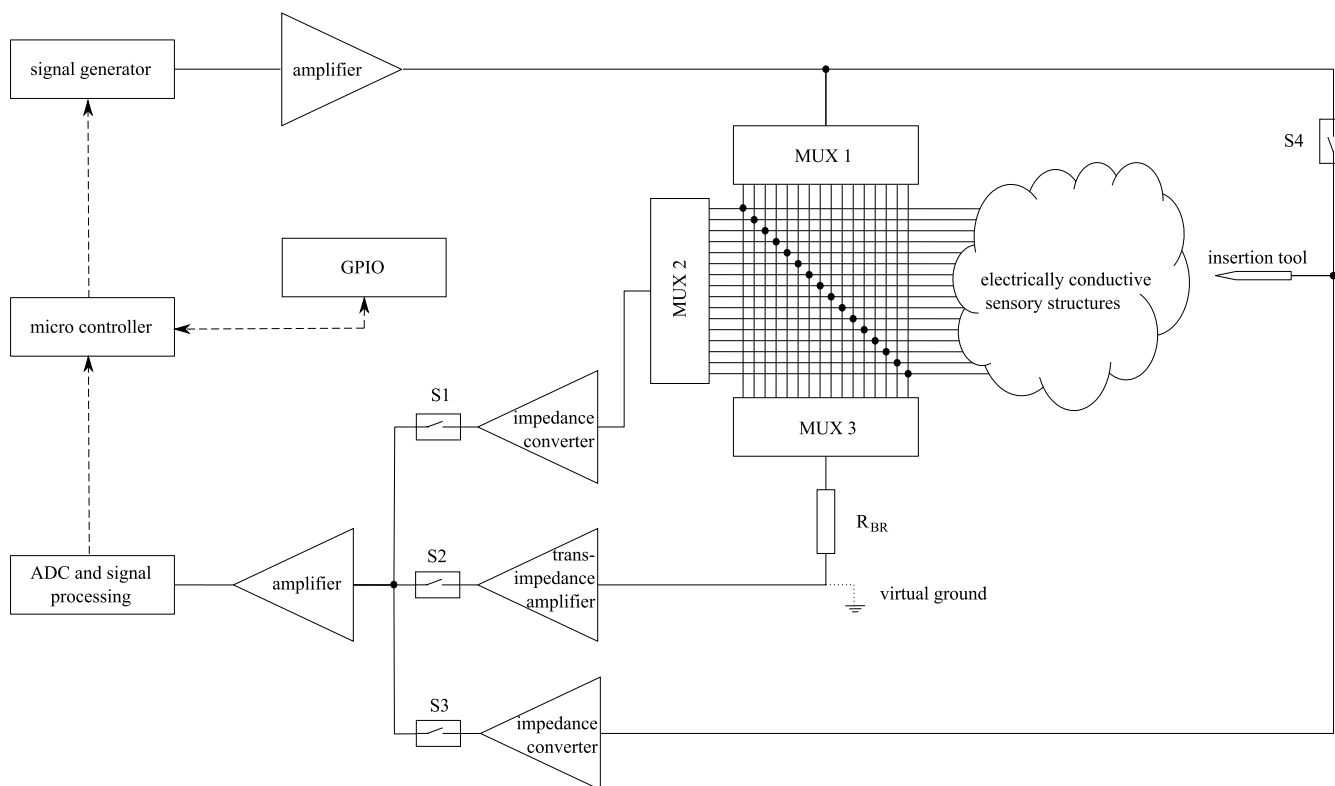 signal generator
amplifier
MUX 1
S4
MUX 2
GPIO
insertion tool
electrically conductive
sensory structures
micro controller
S1
impedance
converter
MUX 3
R_BR
ADC and signal
processing
amplifier
S2
trans-
impedance
amplifier
virtual ground
S3
impedance
converter